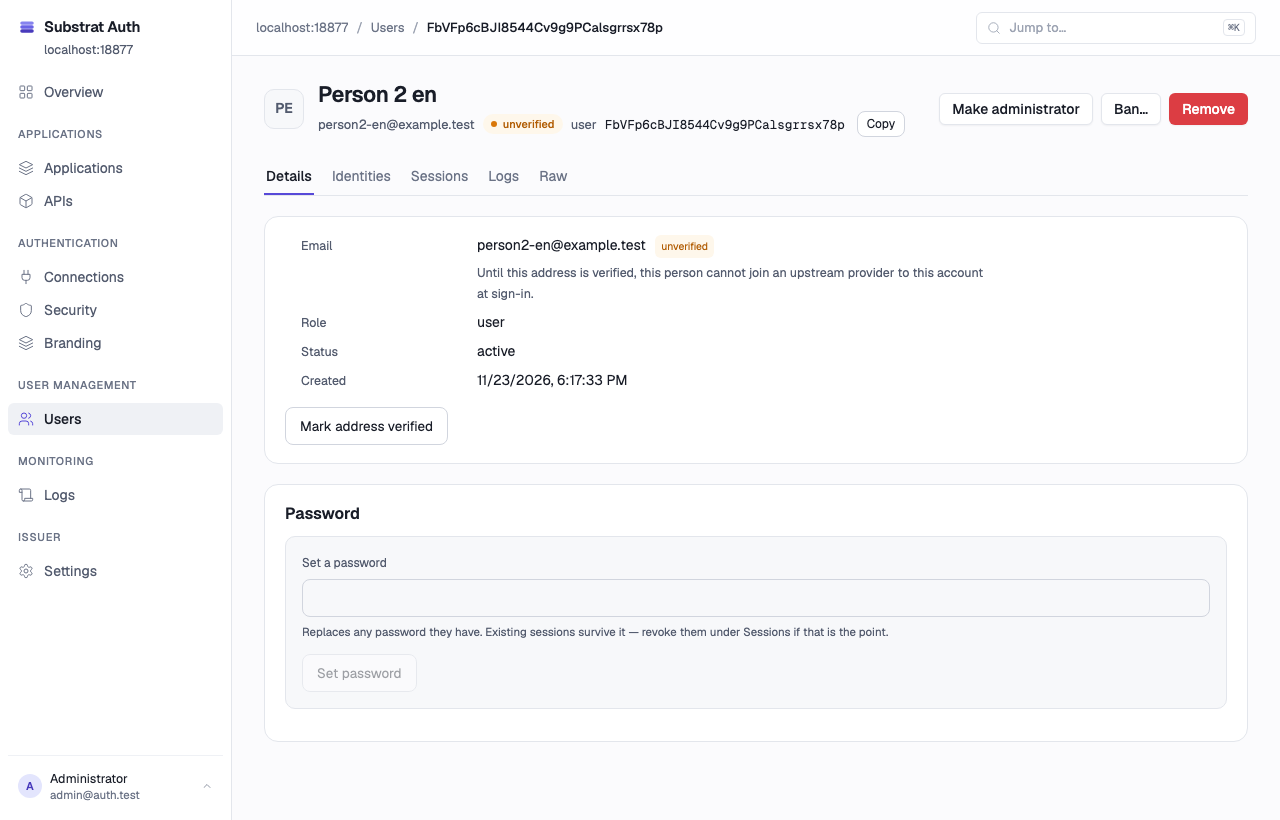 Substrat Auth
localhost:18877
Overview
APPLICATIONS
Applications
APIs
AUTHENTICATION
Connections
Security
Branding
USER MANAGEMENT
Users
MONITORING
Logs
ISSUER
Settings
A
Administrator
admin@auth.test
localhost:18877 / Users / FbVFp6cBJI8544Cv9g9PCalsgrrsx78p
Jump to… ⌘K
PE
Person 2 en
person2-en@example.test unverified user FbVFp6cBJI8544Cv9g9PCalsgrrsx78p Copy
Make administrator Ban… Remove
Details Identities Sessions Logs Raw
Email person2-en@example.test unverified
Until this address is verified, this person cannot join an upstream provider to this account
at sign-in.
Role user
Status active
Created 11/23/2026, 6:17:33 PM
Mark address verified
Password
Set a password
Replaces any password they have. Existing sessions survive it — revoke them under Sessions if that is the point.
Set password